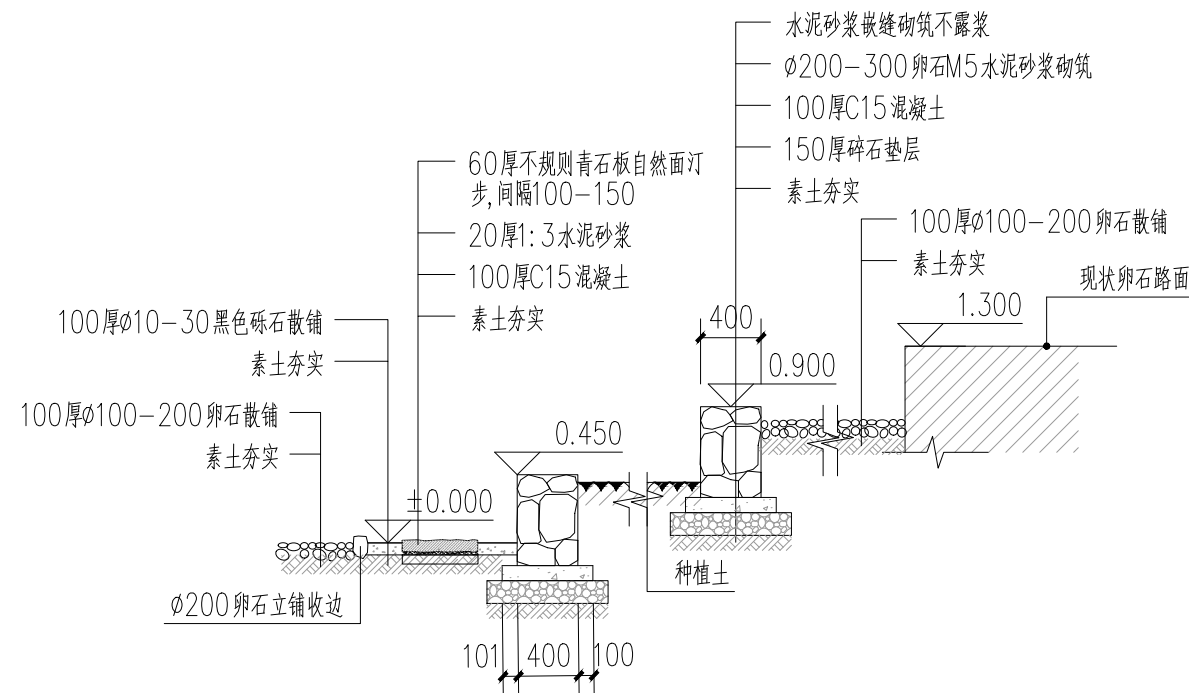 水泥砂浆嵌缝砌筑不露浆
ø200-300卵石M5水泥砂浆砌筑
100厚C15混凝土
150厚碎石垫层
素土夯实
60厚不规则青石板自然面汀
步,间隔100-150
20厚1:3水泥砂浆
100厚C15混凝土
素土夯实
100厚ø100-200卵石散铺
素土夯实
现状卵石路面
1.300
400
0.900
100厚ø10-30黑色砾石散铺
素土夯实
100厚ø100-200卵石散铺
素土夯实
0.450
±0.000
种植土
ø200卵石立铺收边
101
400
100